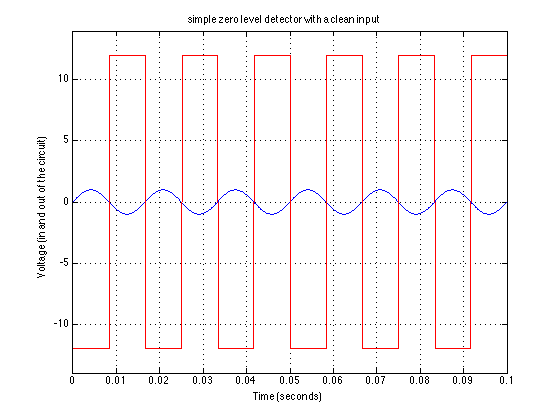 simple zero level detector with a clean input
Voltage (in and out of the circuit)
10
5
0
-5
-10
0 0.01 0.02 0.03 0.04 0.05 0.06 0.07 0.08 0.09 0.1
Time (seconds)